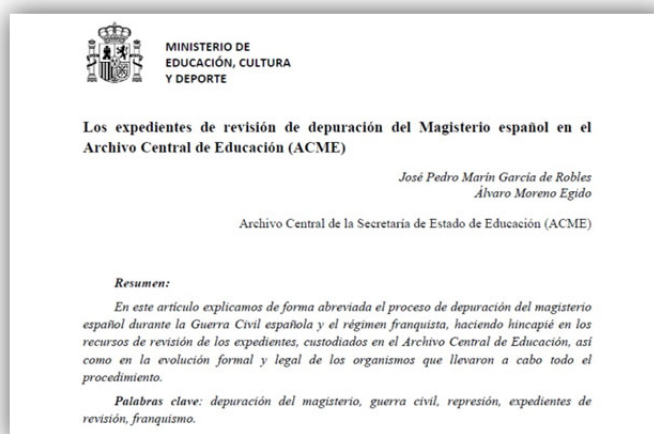 MINISTERIO DE
EDUCACIÓN, CULTURA
Y DEPORTE
Los expedientes de revisión de depuración del Magisterio español en el
Archivo Central de Educación (ACME)
José Pedro Marín García de Robles
Álvaro Moreno Egido
Archivo Central de la Secretaría de Estado de Educación (ACME)
Resumen:
En este artículo explicamos de forma abreviada el proceso de depuración del magisterio
español durante la Guerra Civil española y el régimen franquista, haciendo hincapié en los
recursos de revisión de los expedientes, custodiados en el Archivo Central de Educación, así
como en la evolución formal y legal de los organismos que llevaron a cabo todo el
procedimiento.
Palabras clave: depuración del magisterio, guerra civil, represión, expedientes de
revisión, franquismo.